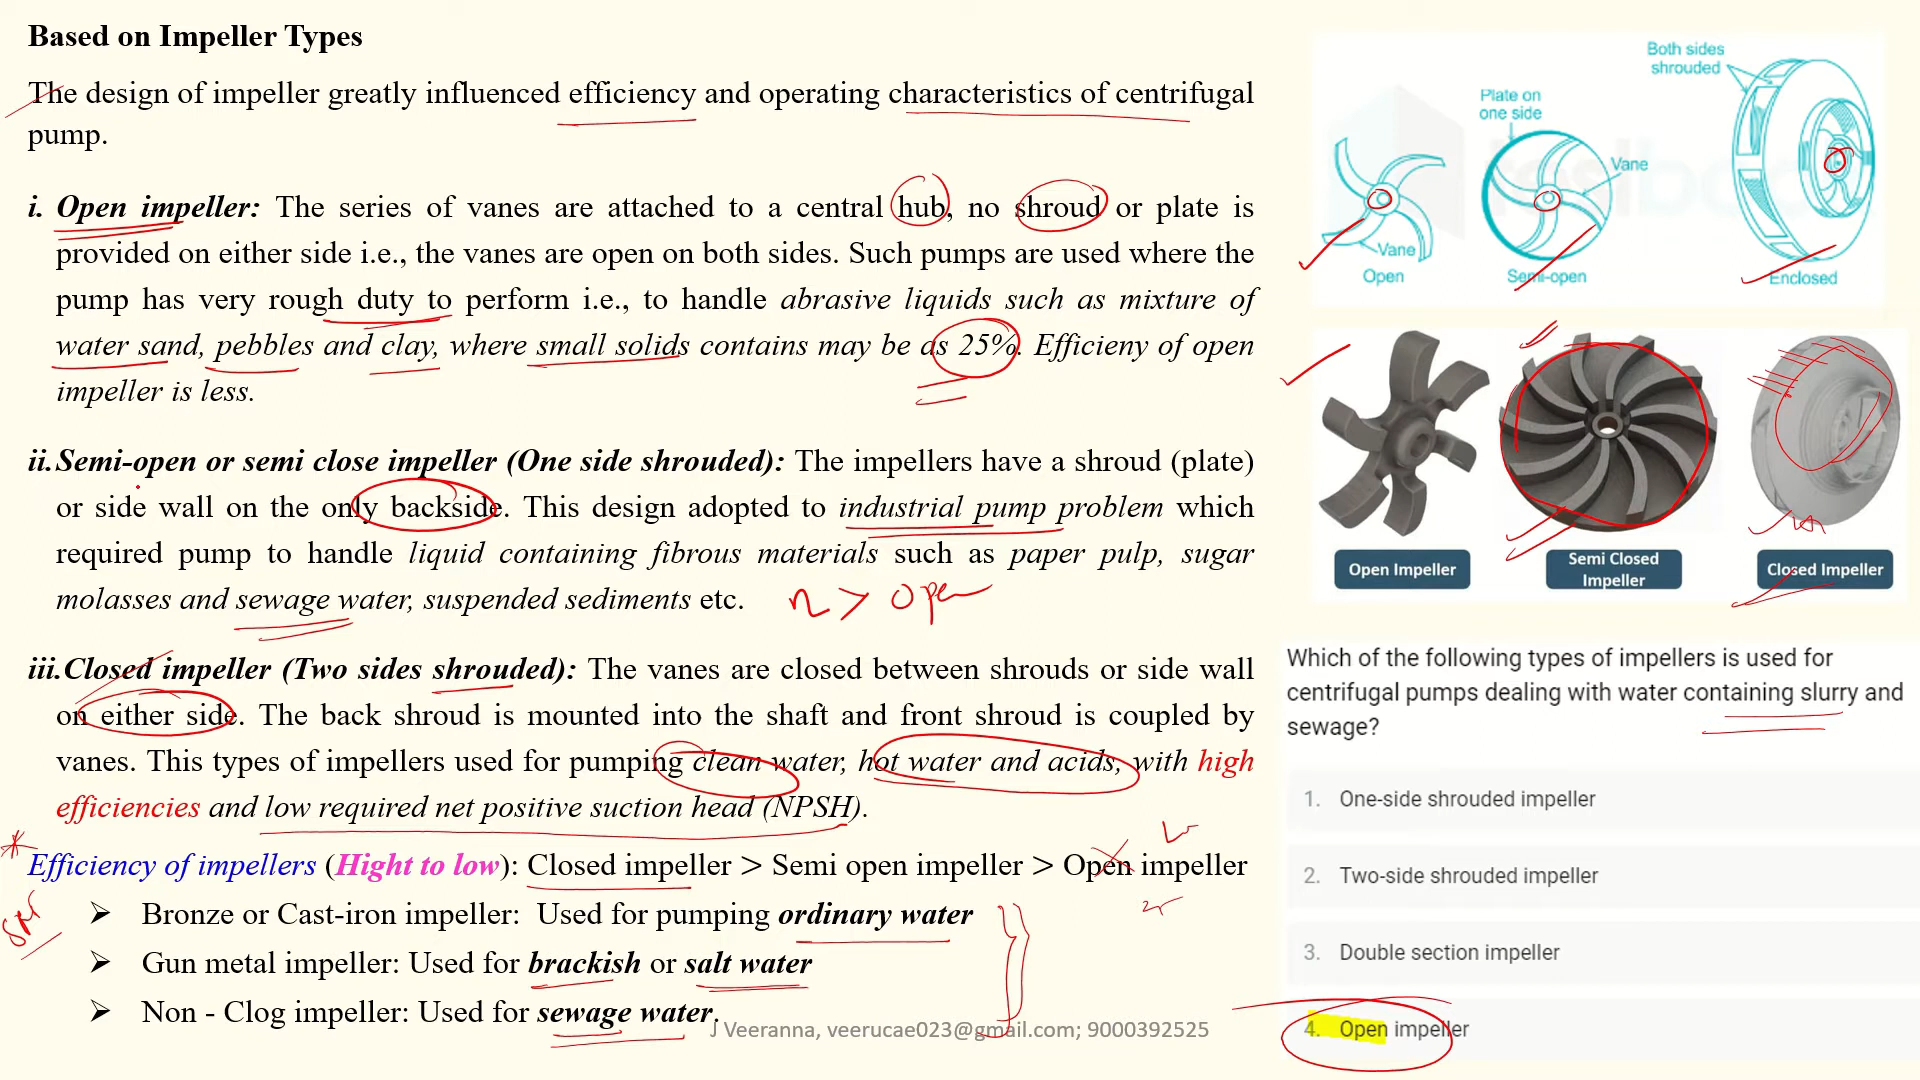 Based on Impeller Types
The design of impeller greatly influenced efficiency and operating characteristics of centrifugal
pump.
i. Open impeller: The series of vanes are attached to a central hub, no shroud or plate is
provided on either side i.e., the vanes are open on both sides. Such pumps are used where the
pump has very rough duty to perform i.e., to handle abrasive liquids such as mixture of
water sand, pebbles and clay, where small solids contains may be as 25%. Efficieny of open
impeller is less.
ii. Semi-open or semi close impeller (One side shrouded): The impellers have a shroud (plate)
or side wall on the only backside. This design adopted to industrial pump problem which
required pump to handle liquid containing fibrous materials such as paper pulp, sugar
molasses and sewage water, suspended sediments etc.
η > open
iii. Closed impeller (Two sides shrouded): The vanes are closed between shrouds or side wall
on either side. The back shroud is mounted into the shaft and front shroud is coupled by
vanes. This types of impellers used for pumping clean water, hot water and acids, with high
efficiencies and low required net positive suction head (NPSH).
Efficiency of impellers (Hight to low): Closed impeller > Semi open impeller > Open impeller
➢ Bronze or Cast-iron impeller: Used for pumping ordinary water
➢ Gun metal impeller: Used for brackish or salt water
➢ Non - Clog impeller: Used for sewage water.
J Veeranna, veerucae023@gmail.com; 9000392525
Both sides
shrouded
Plate on
one side
Vane
Vane
Open
Semi-open
Enclosed
Open Impeller
Semi Closed
Impeller
Closed Impeller
Which of the following types of impellers is used for
centrifugal pumps dealing with water containing slurry and
sewage?
1. One-side shrouded impeller
2. Two-side shrouded impeller
3. Double section impeller
4. Open impeller